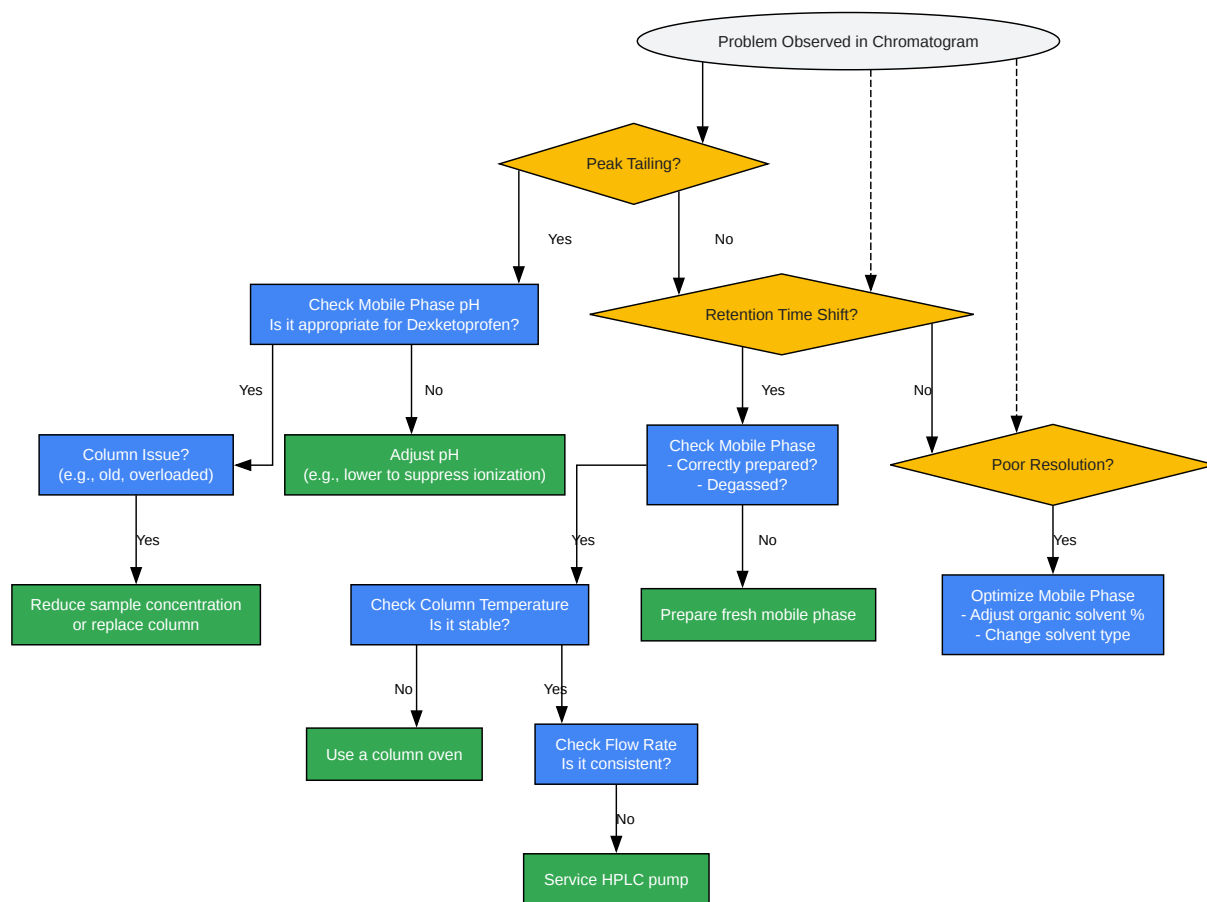 Problem Observed in Chromatogram
Peak Tailing?
Yes
No
Check Mobile Phase pH
Is it appropriate for Dexketoprofen?
Retention Time Shift?
Yes
No
Yes
No
Column Issue?
(e.g., old, overloaded)
Adjust pH
(e.g., lower to suppress ionization)
Check Mobile Phase
- Correctly prepared?
- Degassed?
Poor Resolution?
Yes
Yes
No
Yes
Reduce sample concentration
or replace column
Check Column Temperature
Is it stable?
Prepare fresh mobile phase
Optimize Mobile Phase
- Adjust organic solvent %
- Change solvent type
No
Yes
Use a column oven
Check Flow Rate
Is it consistent?
No
Service HPLC pump